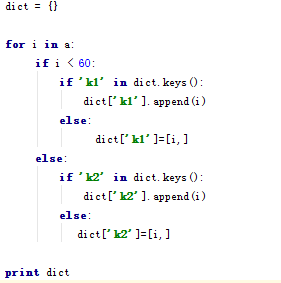 dict = {}
for i in a:
if i < 60:
if 'k1' in dict.keys():
dict['k1'].append(i)
else:
dict['k1']=[i,]
else:
if 'k2' in dict.keys():
dict['k2'].append(i)
else:
dict['k2']=[i,]
print dict